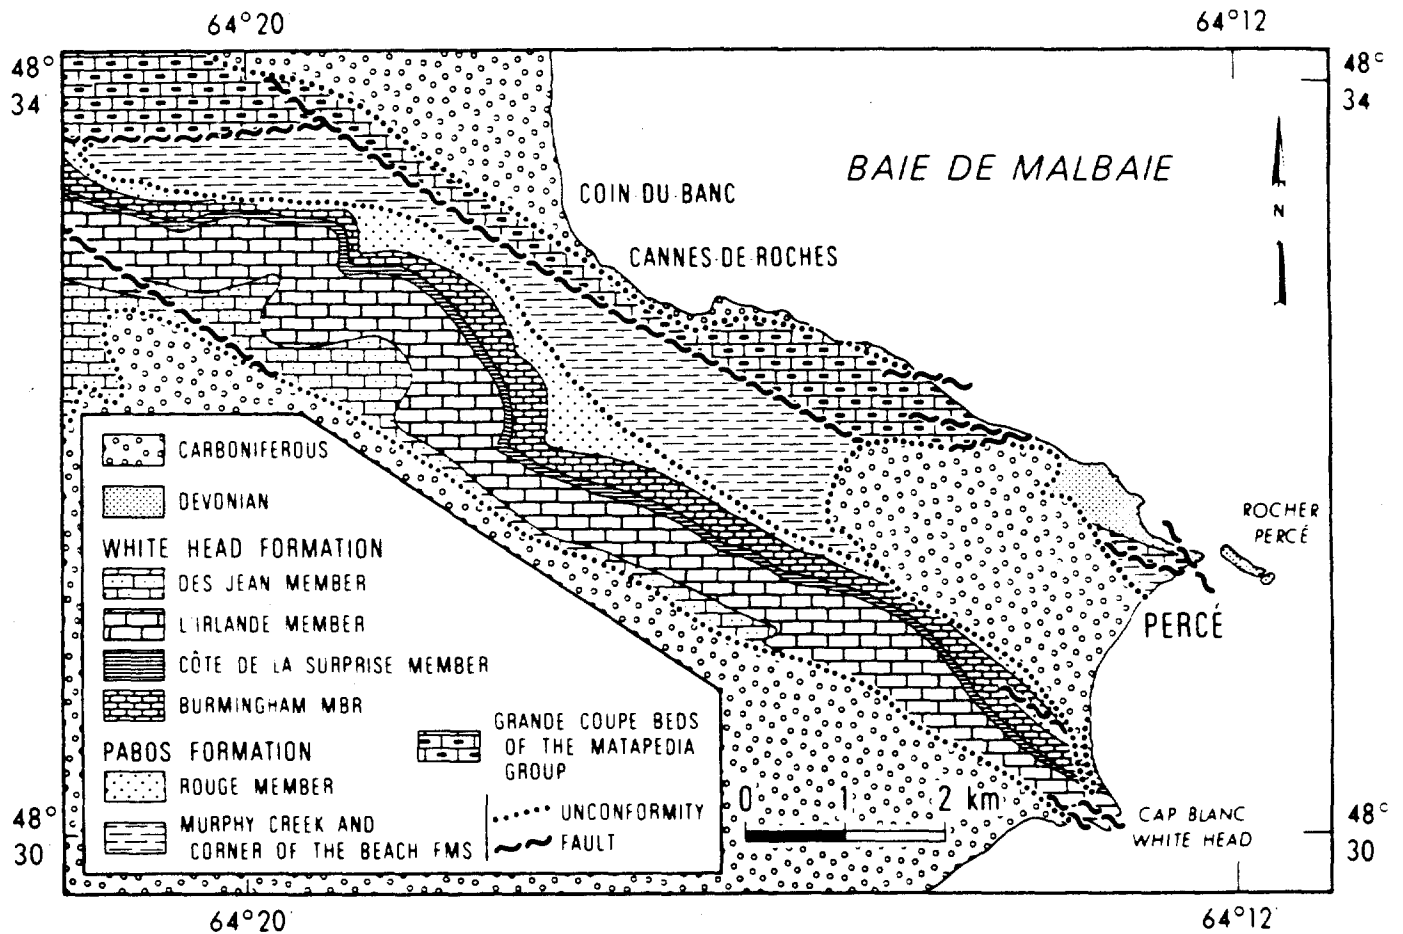 64°20
64°12
48°
34
48°
34
BAIE DE MALBAIE
COIN·DU·BANC
CANNES·DE·ROCHES
N
ROCHER
PERCÉ
PERCÉ
CARBONIFEROUS
DEVONIAN
WHITE HEAD FORMATION
DES JEAN MEMBER
L'IRLANDE MEMBER
CÔTE DE LA SURPRISE MEMBER
BURMINGHAM MBR
PABOS FORMATION
ROUGE MEMBER
MURPHY CREEK AND
CORNER OF THE BEACH FMS
GRANDE COUPE BEDS
OF THE MATAPEDIA
GROUP
UNCONFORMITY
FAULT
0 1 2 km
CAP BLANC
WHITE HEAD
48°
30
48°
30
64°20
64°12